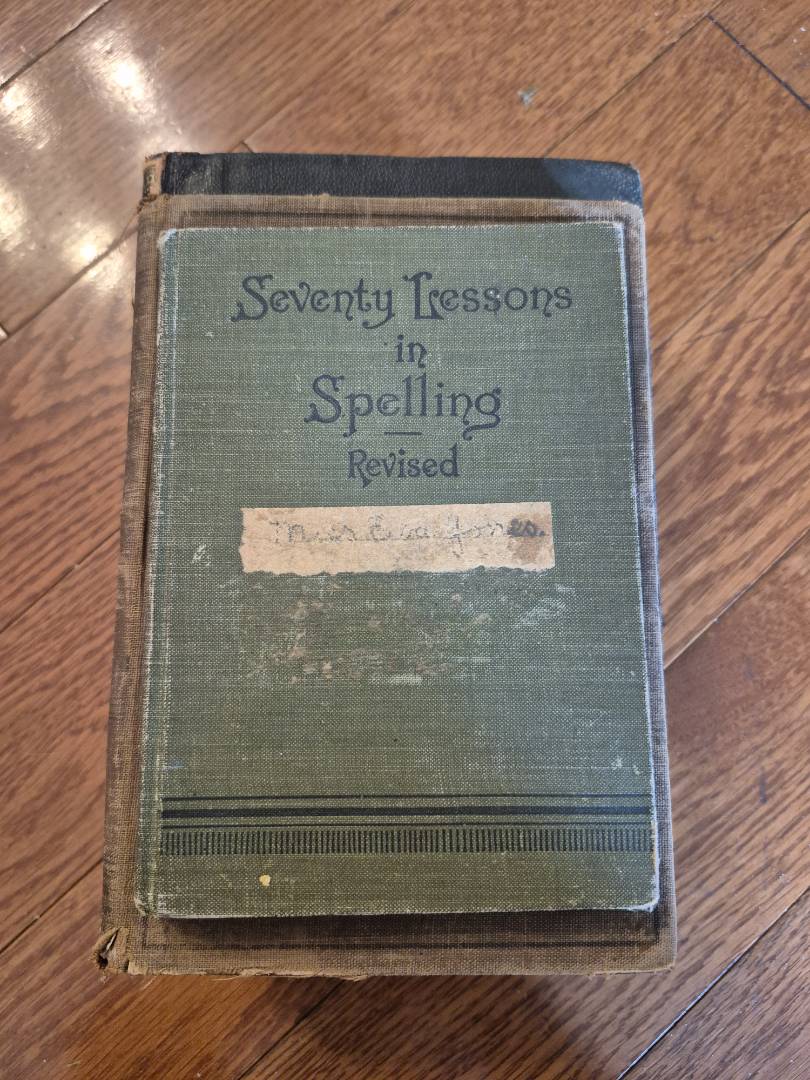 Seventy Lessons
in
Spelling
Revised
Miss Jones.